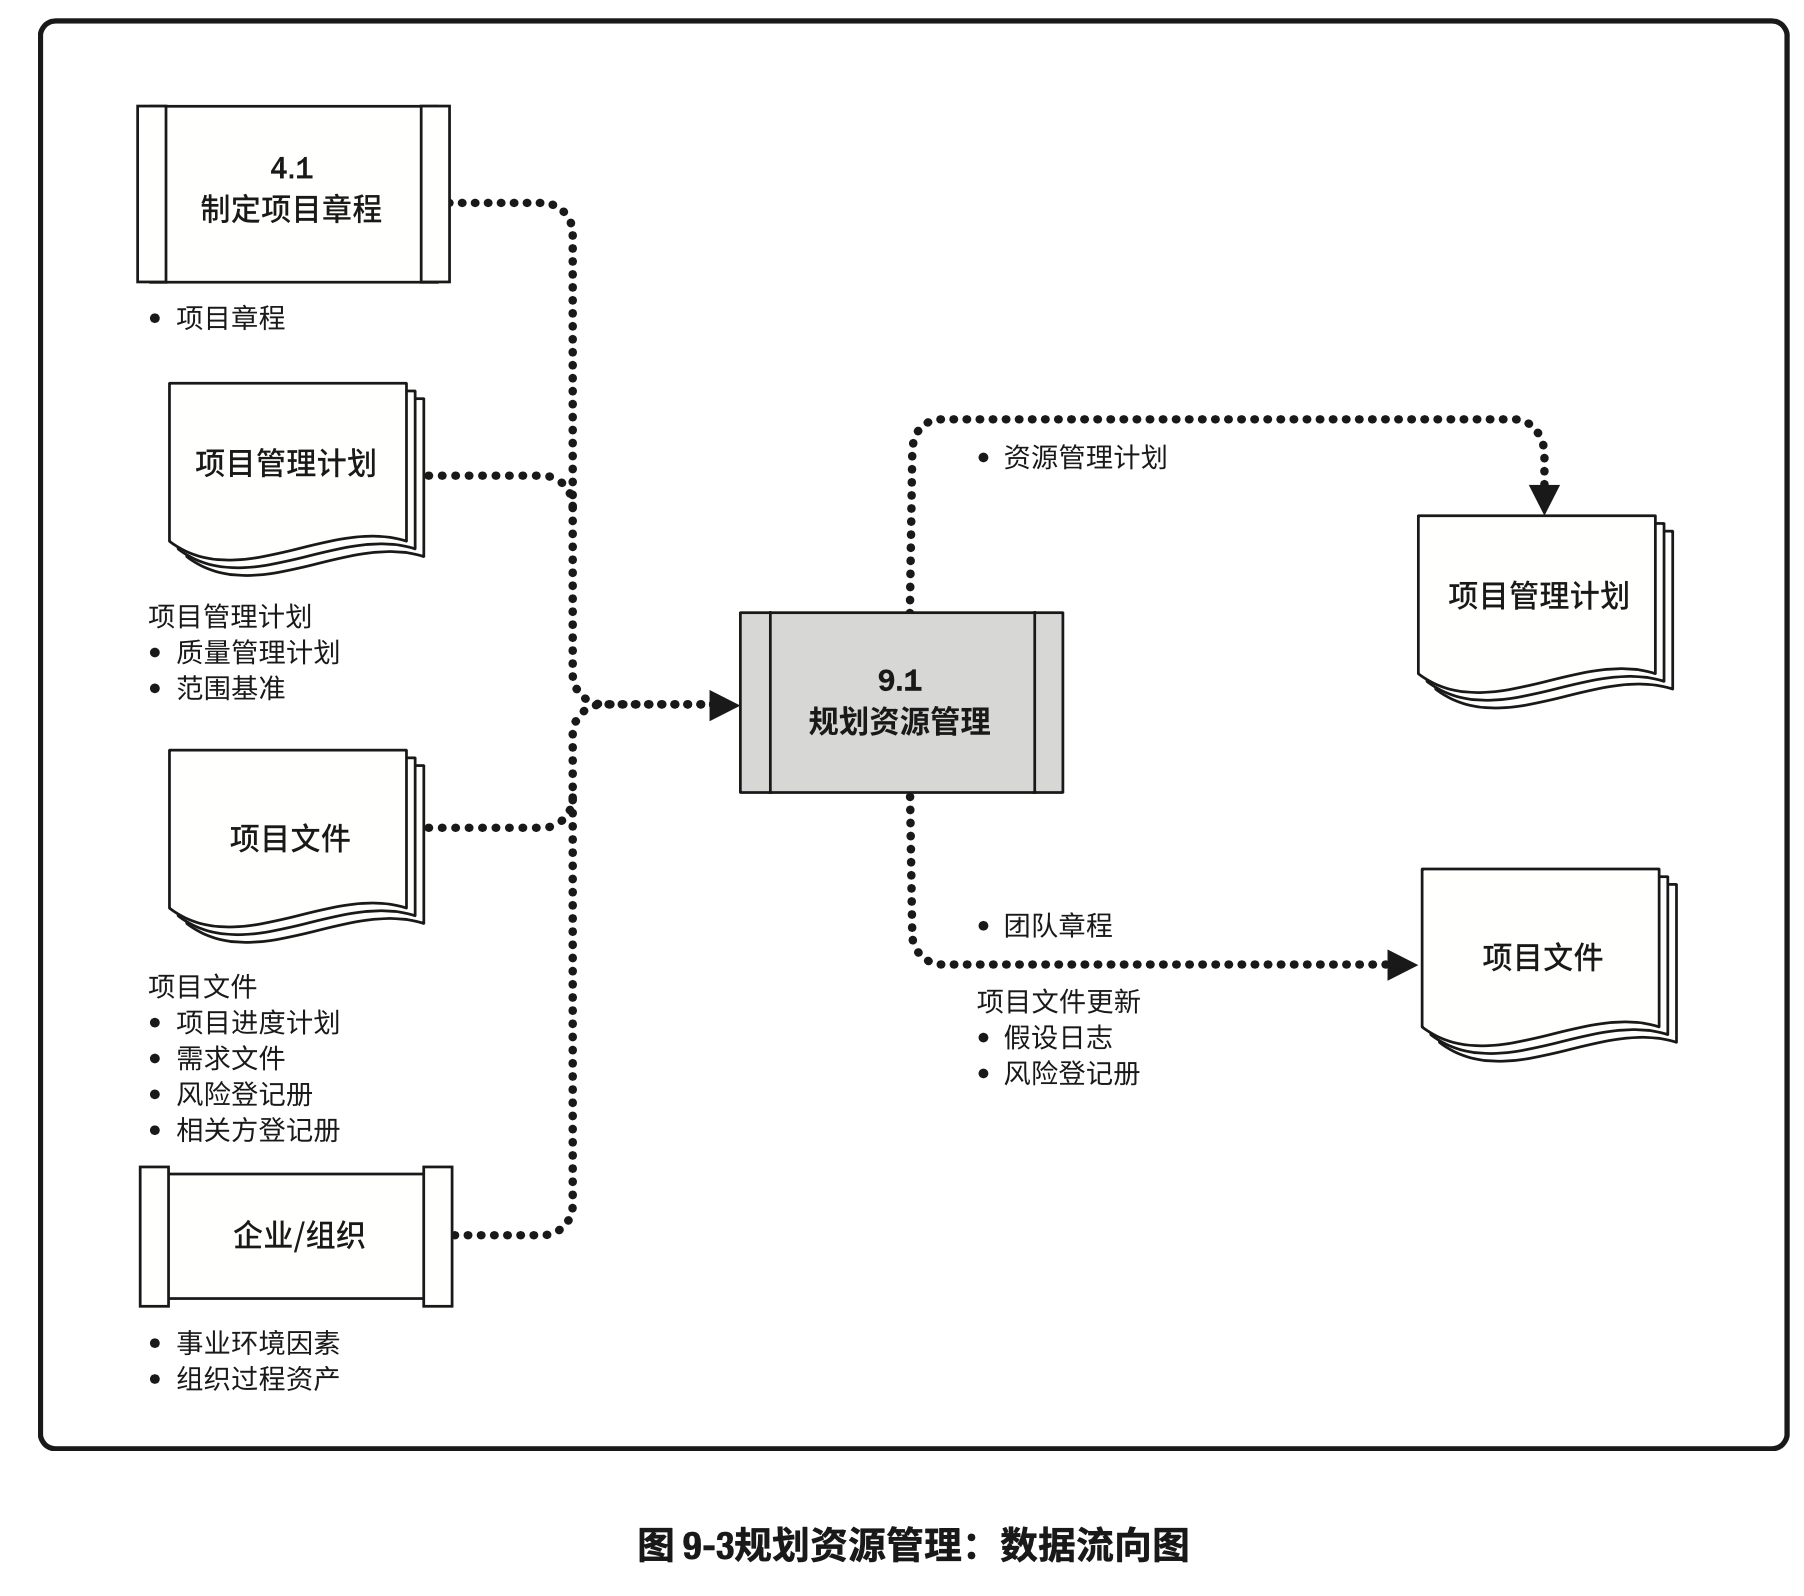 4.1
制定项目章程
• 项目章程
项目管理计划
项目管理计划
• 质量管理计划
• 范围基准
项目文件
项目文件
• 项目进度计划
• 需求文件
• 风险登记册
• 相关方登记册
企业/组织
• 事业环境因素
• 组织过程资产
9.1
规划资源管理
• 资源管理计划
项目管理计划
• 团队章程
项目文件更新
• 假设日志
• 风险登记册
项目文件
图 9-3规划资源管理：数据流向图